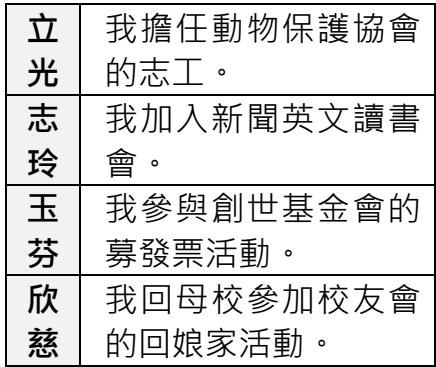 立光
我擔任動物保護協會
的志工。
志玲
我加入新聞英文讀書
會。
玉芬
我參與創世基金會的
募發票活動。
欣慈
我回母校參加校友會
的回娘家活動。